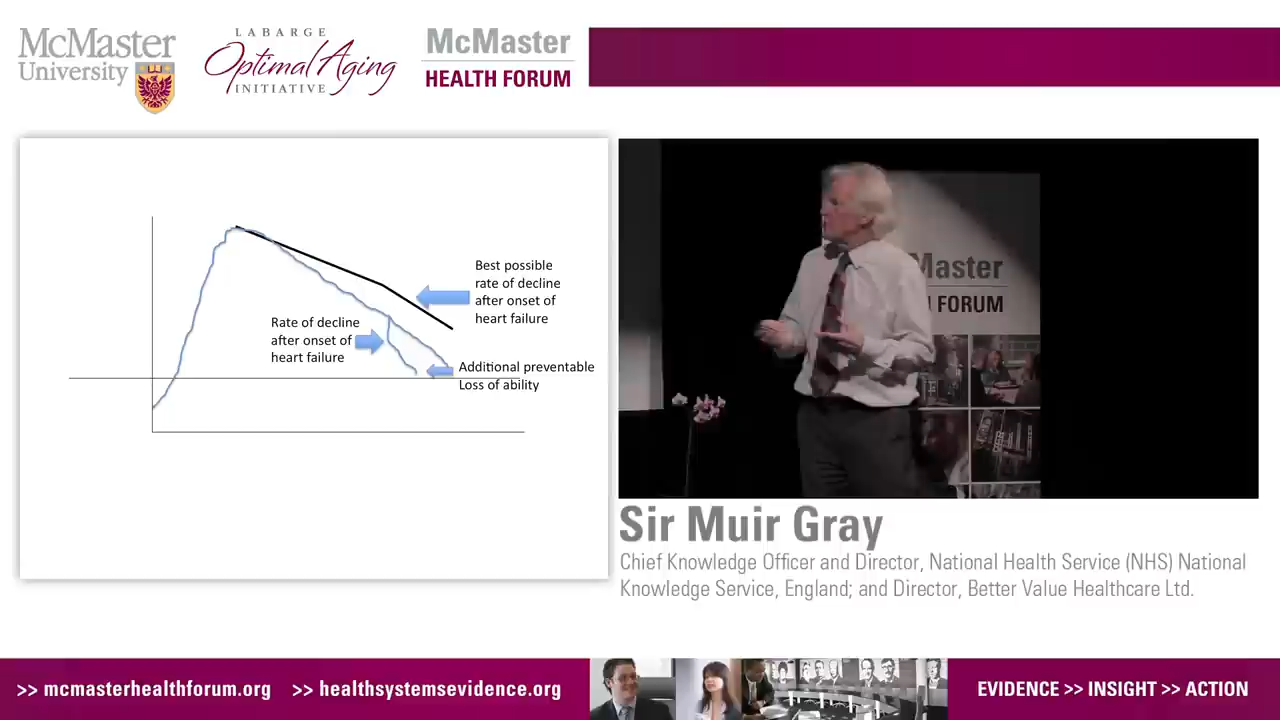 McMaster
University
LABARGE
Optimal Aging
INITIATIVE
McMaster
HEALTH FORUM
Best possible
rate of decline
after onset of
heart failure
Rate of decline
after onset of
heart failure
Additional preventable
Loss of ability
Master
FORUM
Sir Muir Gray
Chief Knowledge Officer and Director, National Health Service (NHS) National
Knowledge Service, England; and Director, Better Value Healthcare Ltd.
>> mcmasterhealthforum.org >> healthsystemsevidence.org
EVIDENCE >> INSIGHT >> ACTION